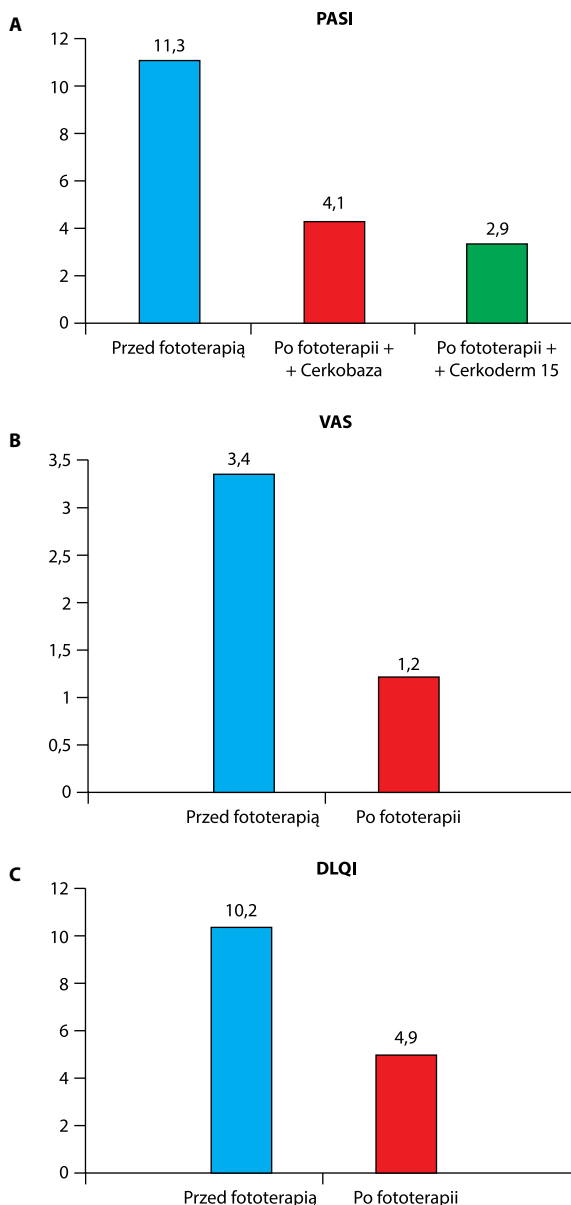 A
PASI
12
10
8
6
4
2
0
11,3
4,1
2,9
Przed fototerapią
Po fototerapii +
+ Cerkobaza
Po fototerapii +
+ Cerkoderm 15
B
VAS
3,5
3
2,5
2
1,5
1
0,5
0
3,4
1,2
Przed fototerapią
Po fototerapii
C
DLQI
12
10
8
6
4
2
0
10,2
4,9
Przed fototerapią
Po fototerapii